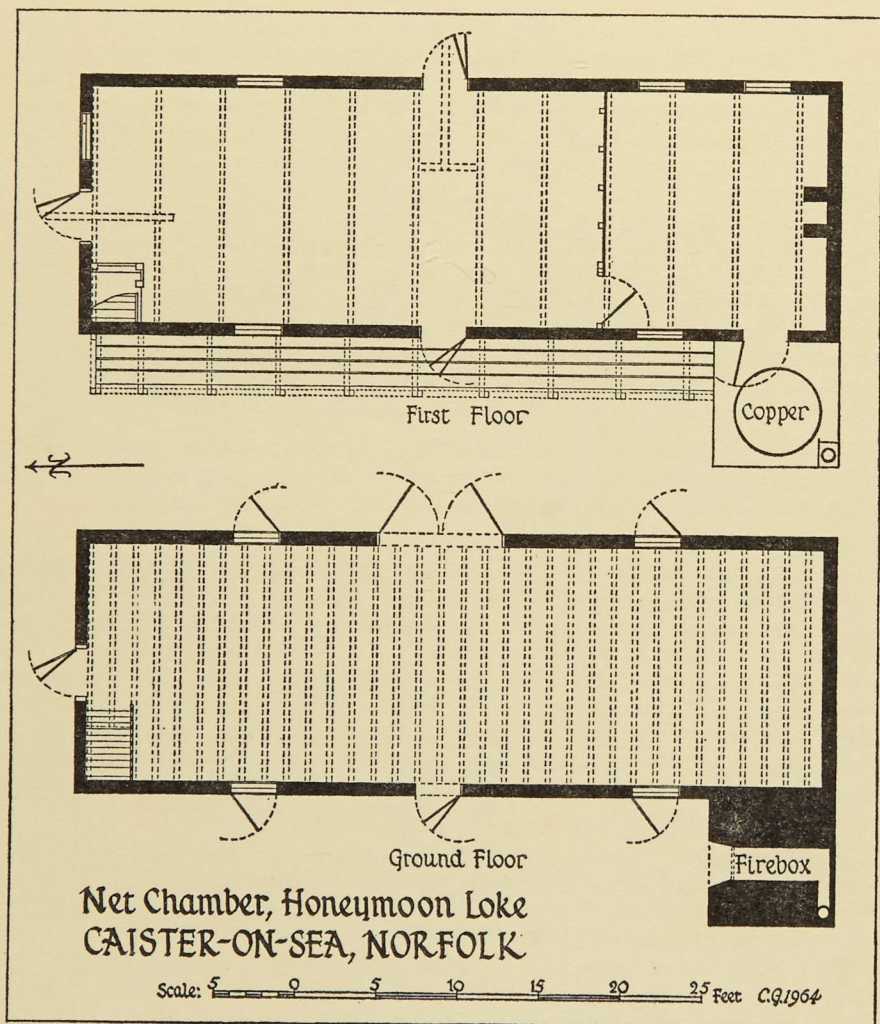 First Floor
Copper
N
Ground Floor
Firebox
Net Chamber, Honeymoon Loke
CAISTER-ON-SEA, NORFOLK
Scale: 5 0 5 10 15 20 25 Feet C.G.1964